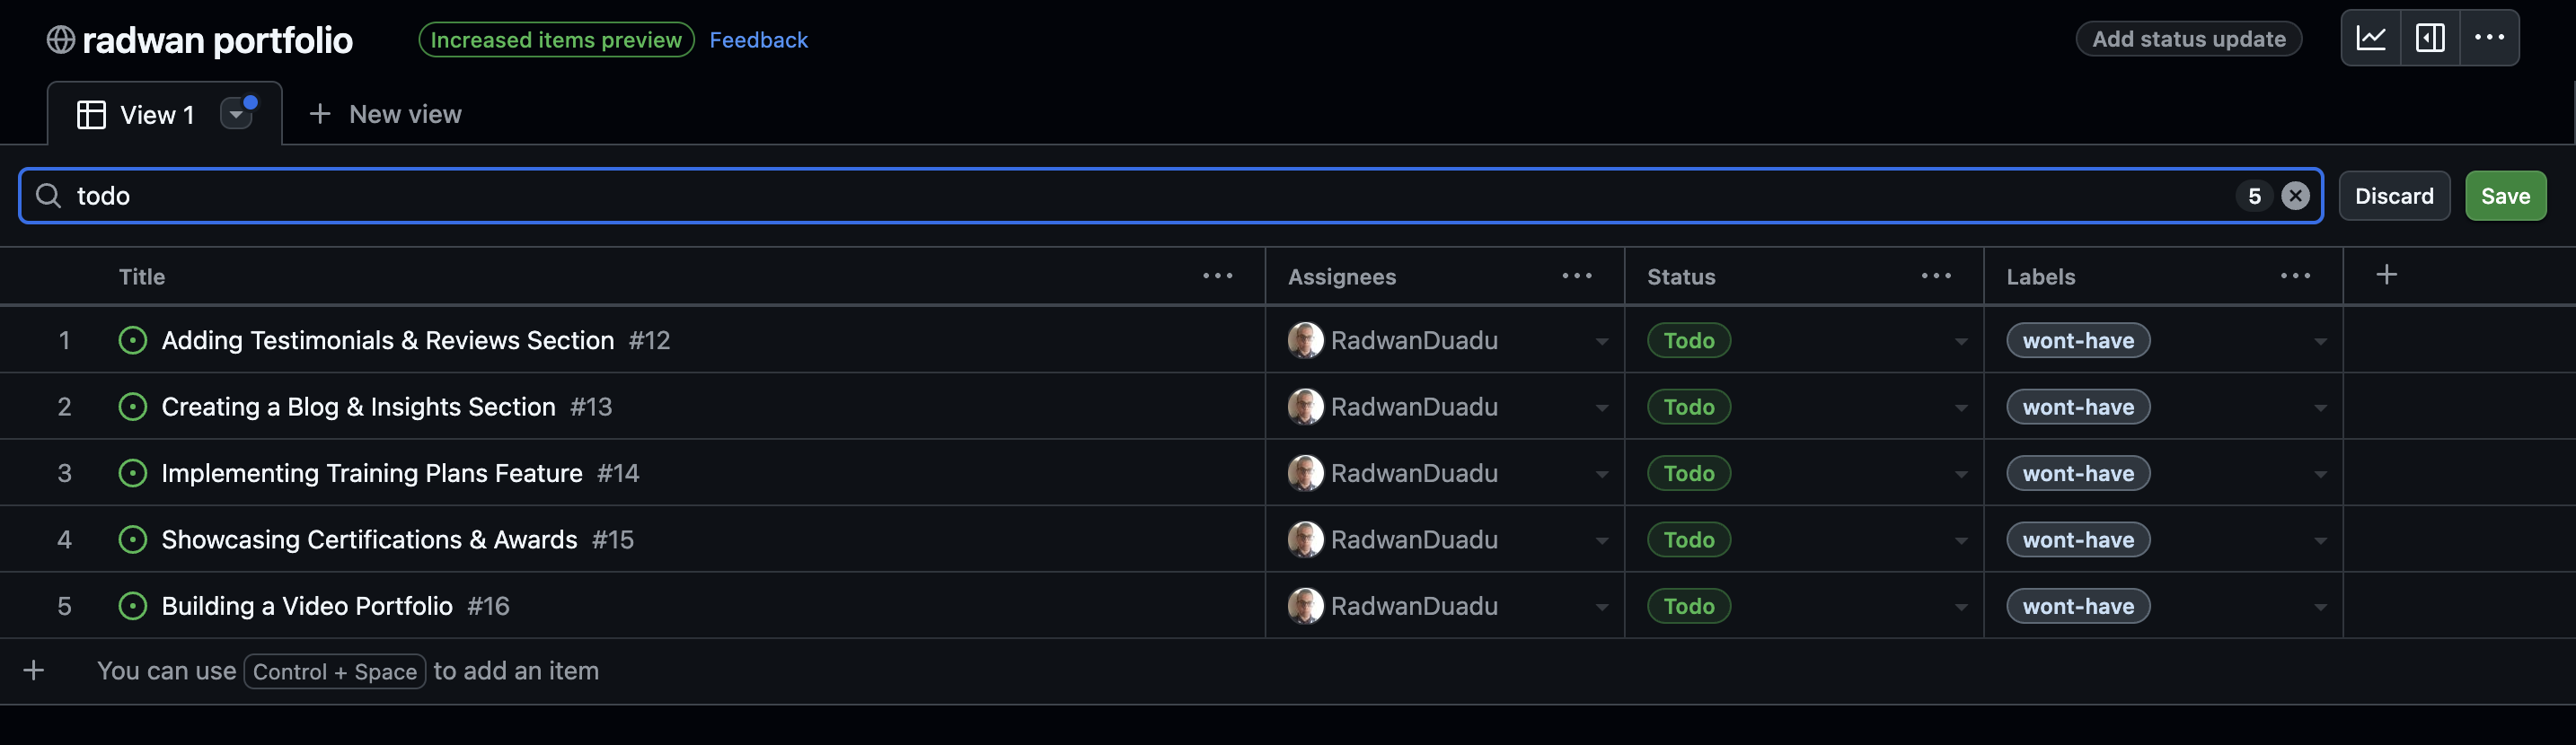 radwan portfolio Increased items preview Feedback Add status update
View 1 New view
todo 5 Discard Save
Title Assignees Status Labels
1 Adding Testimonials & Reviews Section #12 RadwanDuadu Todo wont-have
2 Creating a Blog & Insights Section #13 RadwanDuadu Todo wont-have
3 Implementing Training Plans Feature #14 RadwanDuadu Todo wont-have
4 Showcasing Certifications & Awards #15 RadwanDuadu Todo wont-have
5 Building a Video Portfolio #16 RadwanDuadu Todo wont-have
You can use Control + Space to add an item